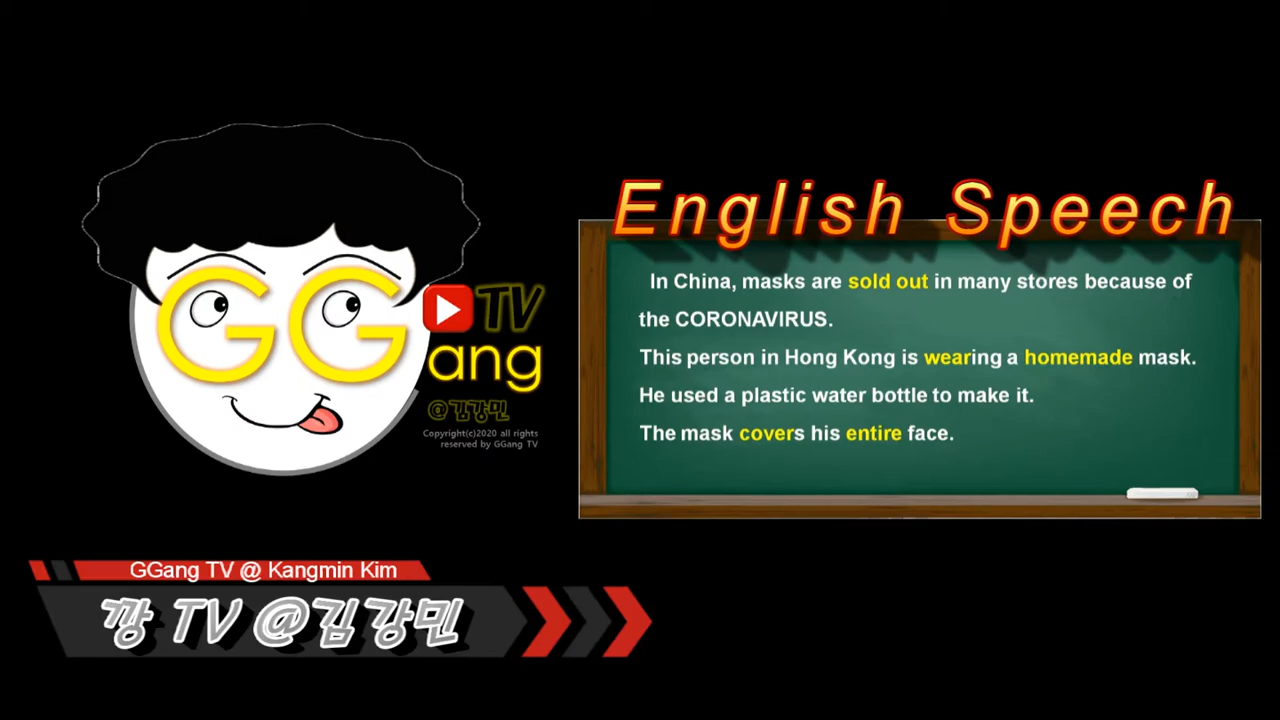 English Speech
In China, masks are sold out in many stores because of
the CORONAVIRUS.
This person in Hong Kong is wearing a homemade mask.
He used a plastic water bottle to make it.
The mask covers his entire face.
GG
TV
ang
@김강민
Copyright(c)2020 all rights
reserved by GGang TV
GGang TV @ Kangmin Kim
깡 TV @김강민